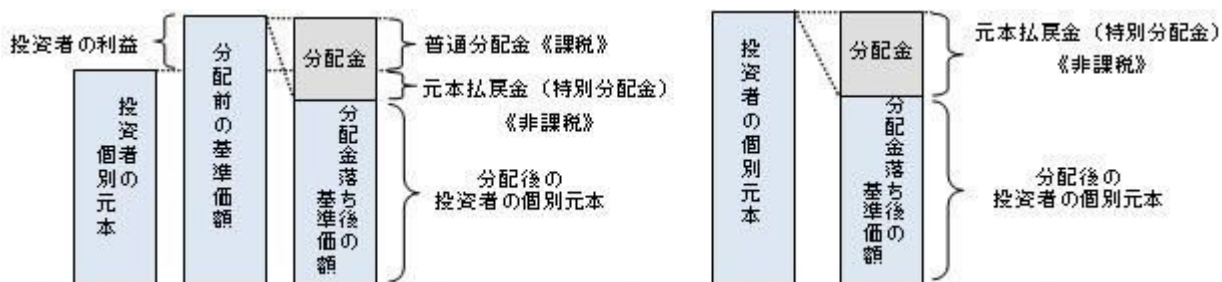 投資者の利益
投資者の
個別元本
分配前の基準価額
分配金
分配金落ち後の
基準価額
普通分配金《課税》
元本払戻金（特別分配金）
《非課税》
分配後の
投資者の個別元本
投資者の個別元本
分配金
分配金落ち後の
基準価額
元本払戻金（特別分配金）
《非課税》
分配後の
投資者の個別元本